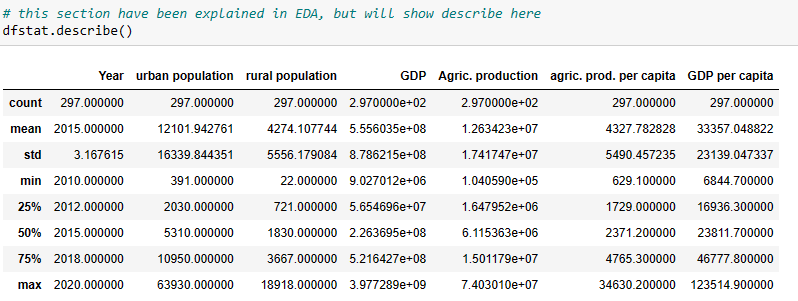 # this section have been explained in EDA, but will show describe here
dfstat.describe()
Year urban population rural population GDP Agric. production agric. prod. per capita GDP per capita
count 297.000000 297.000000 297.000000 2.970000e+02 2.970000e+02 297.000000 297.000000
mean 2015.000000 12101.942761 4274.107744 5.556035e+08 1.263423e+07 4327.782828 33357.048822
std 3.167615 16339.844351 5556.179084 8.786215e+08 1.741747e+07 5490.457235 23139.047337
min 2010.000000 391.000000 22.000000 9.027012e+06 1.040590e+05 629.100000 6844.700000
25% 2012.000000 2030.000000 721.000000 5.654696e+07 1.647952e+06 1729.000000 16936.300000
50% 2015.000000 5310.000000 1830.000000 2.263695e+08 6.115363e+06 2371.200000 23811.700000
75% 2018.000000 10950.000000 3667.000000 5.216428e+08 1.501179e+07 4765.300000 46777.800000
max 2020.000000 63930.000000 18918.000000 3.977289e+09 7.403010e+07 34630.200000 123514.900000